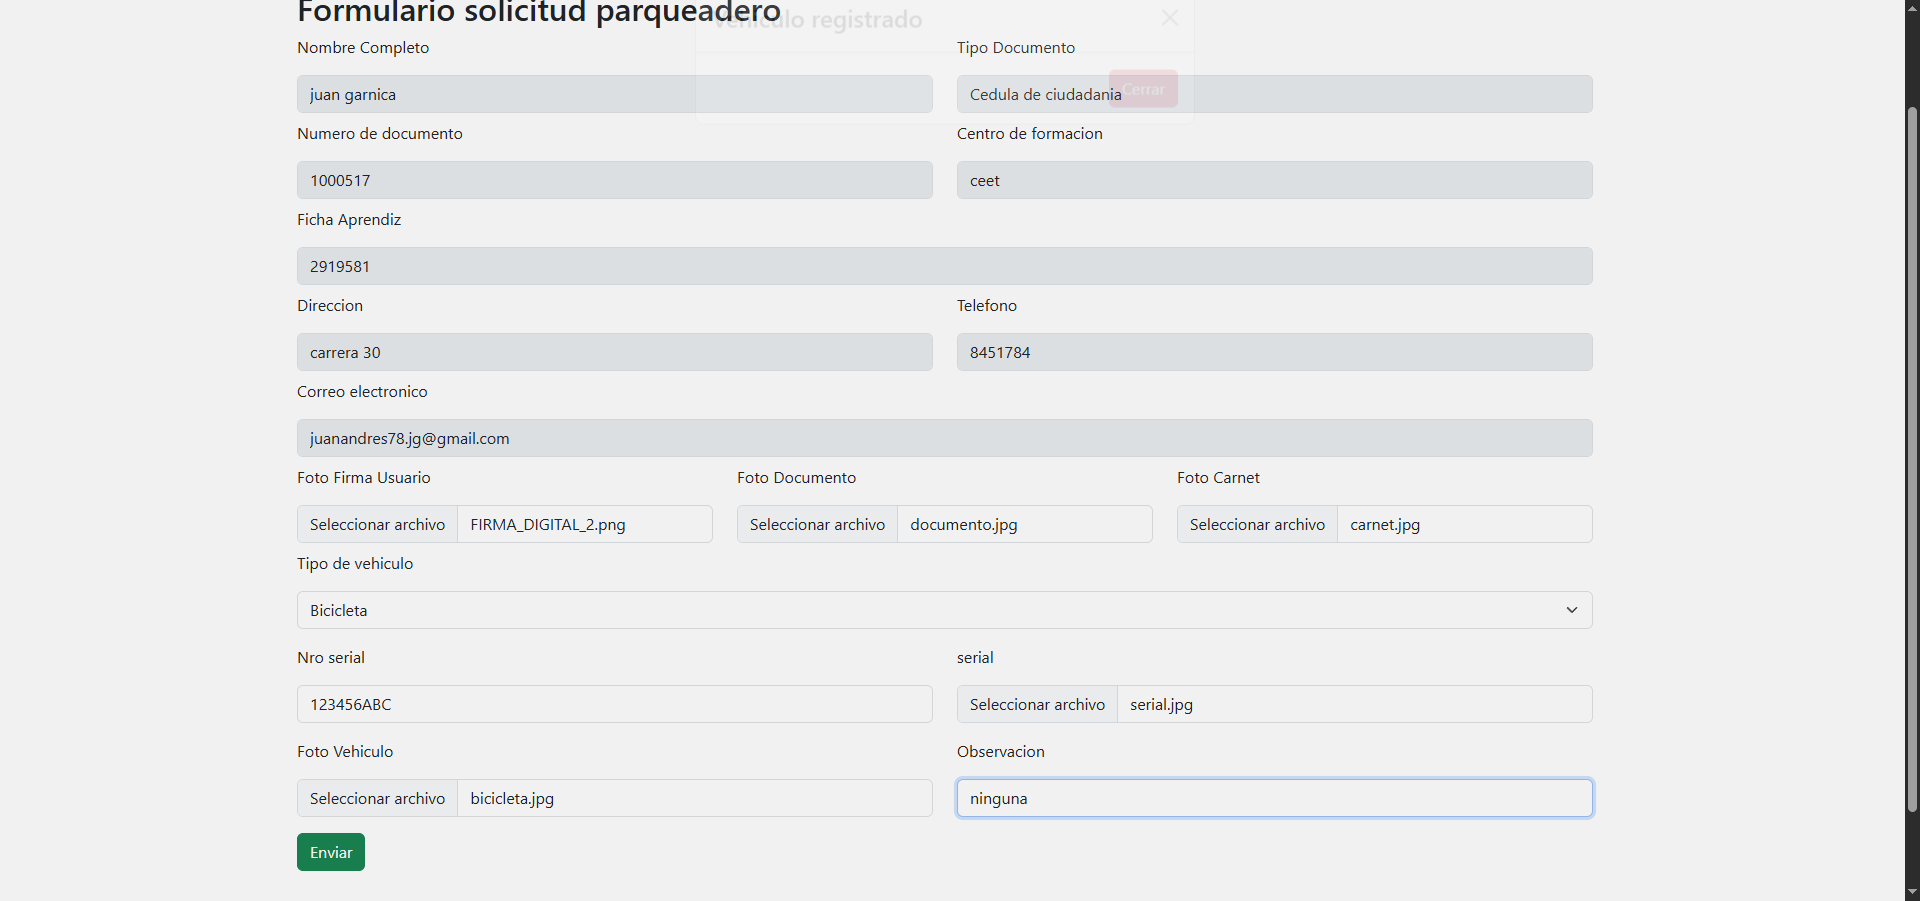 Formulario solicitud parqueadero
Vehiculo registrado
Nombre Completo
Tipo Documento
juan garnica
Cedula de ciudadania
Cerrar
Numero de documento
Centro de formacion
1000517
ceet
Ficha Aprendiz
2919581
Direccion
Telefono
carrera 30
8451784
Correo electronico
juanandres78.jg@gmail.com
Foto Firma Usuario
Foto Documento
Foto Carnet
Seleccionar archivo FIRMA_DIGITAL_2.png
Seleccionar archivo documento.jpg
Seleccionar archivo carnet.jpg
Tipo de vehiculo
Bicicleta
Nro serial
serial
123456ABC
Seleccionar archivo serial.jpg
Foto Vehiculo
Observacion
Seleccionar archivo bicicleta.jpg
ninguna
Enviar